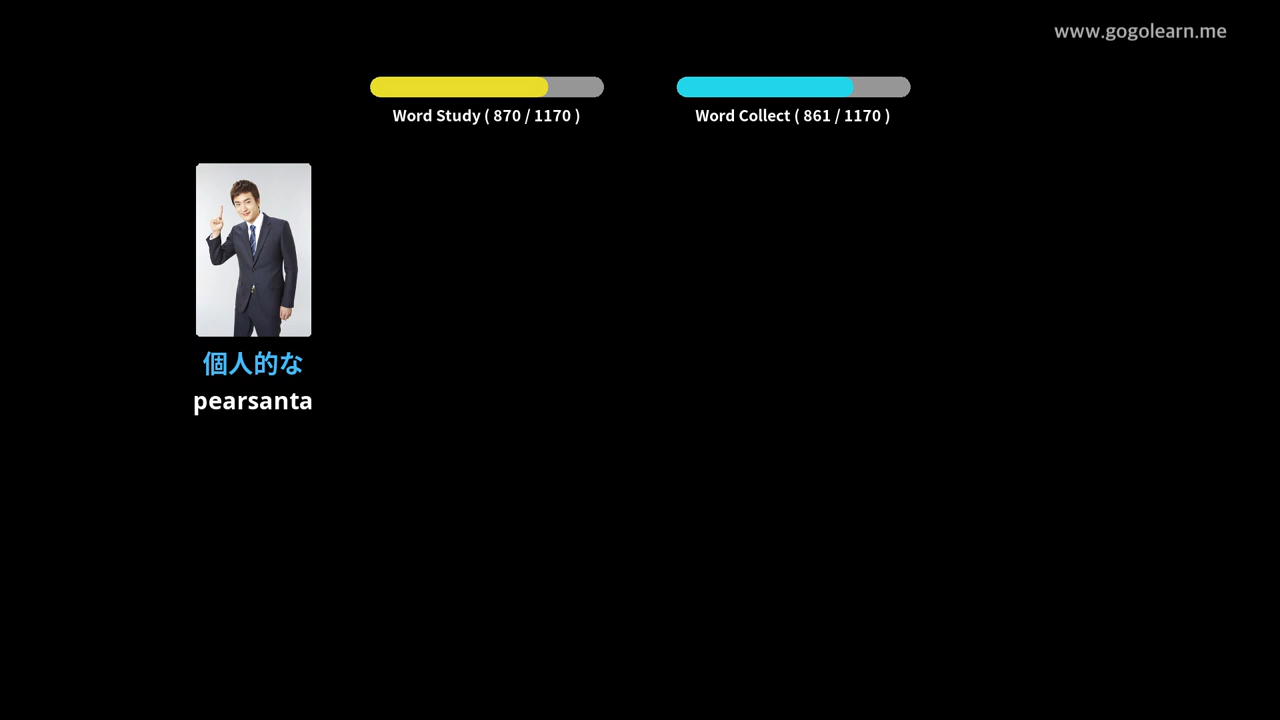 www.gogolearn.me
Word Study ( 870 / 1170 )
Word Collect ( 861 / 1170 )
個人的な
pearsanta